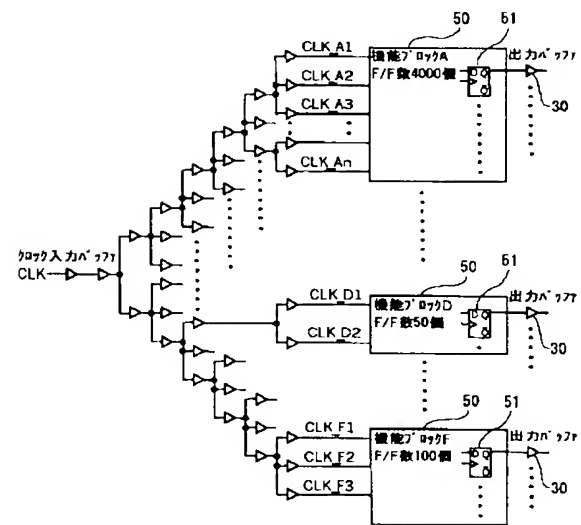 50
51
CLK_A1
機能ブロックA
出力バッファ
CLK_A2
F/F数4000個
D Q
CLK_A3
30
CLK_An
クロック入力バッファ
CLK
50
51
CLK_D1
機能ブロックD
出力バッファ
CLK_D2
F/F数50個
D Q
30
50
51
CLK_F1
機能ブロックF
出力バッファ
CLK_F2
F/F数100個
D Q
CLK_F3
30